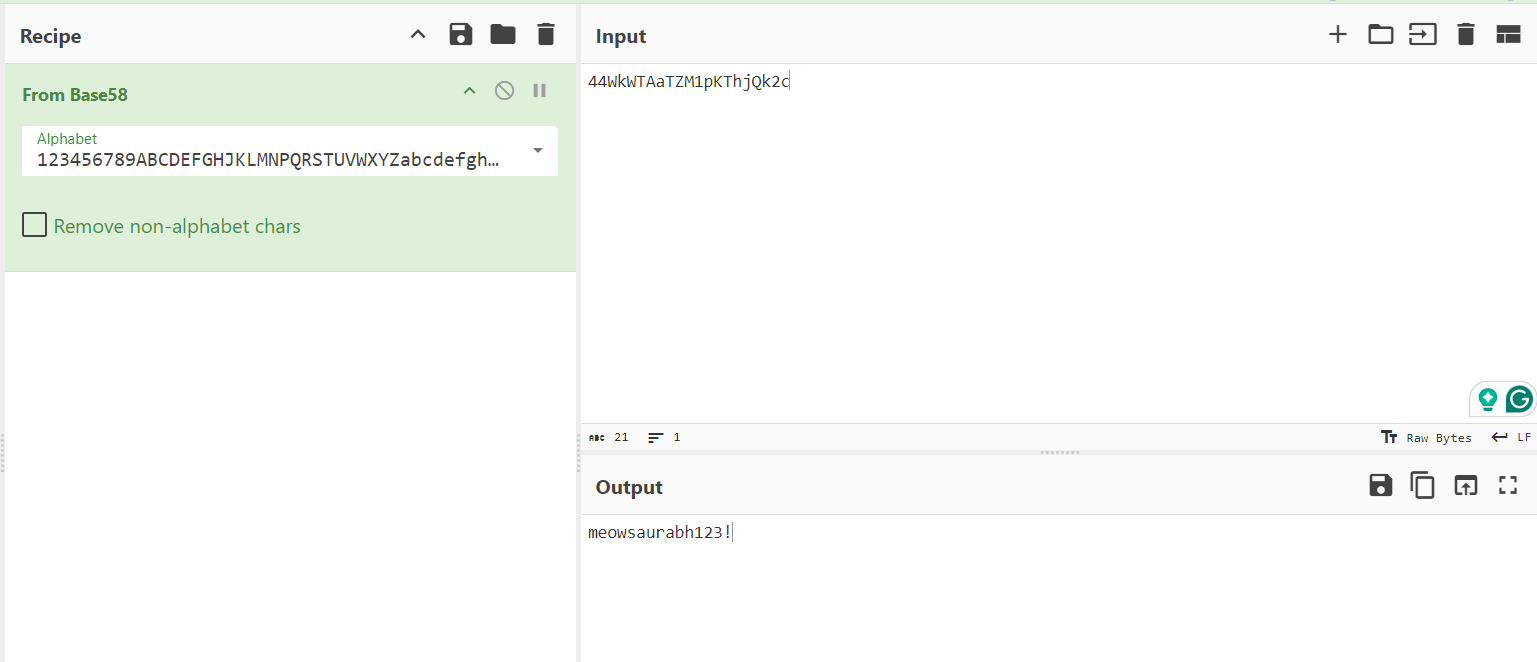 Recipe
From Base58
Alphabet
123456789ABCDEFGHJKLMNPQRSTUVWXYZabcdefgh…
Remove non-alphabet chars
Input
44WkWTAaTZM1pKThjQk2c
ABC 21
1
Tт Raw Bytes
LF
Output
meowsaurabh123!